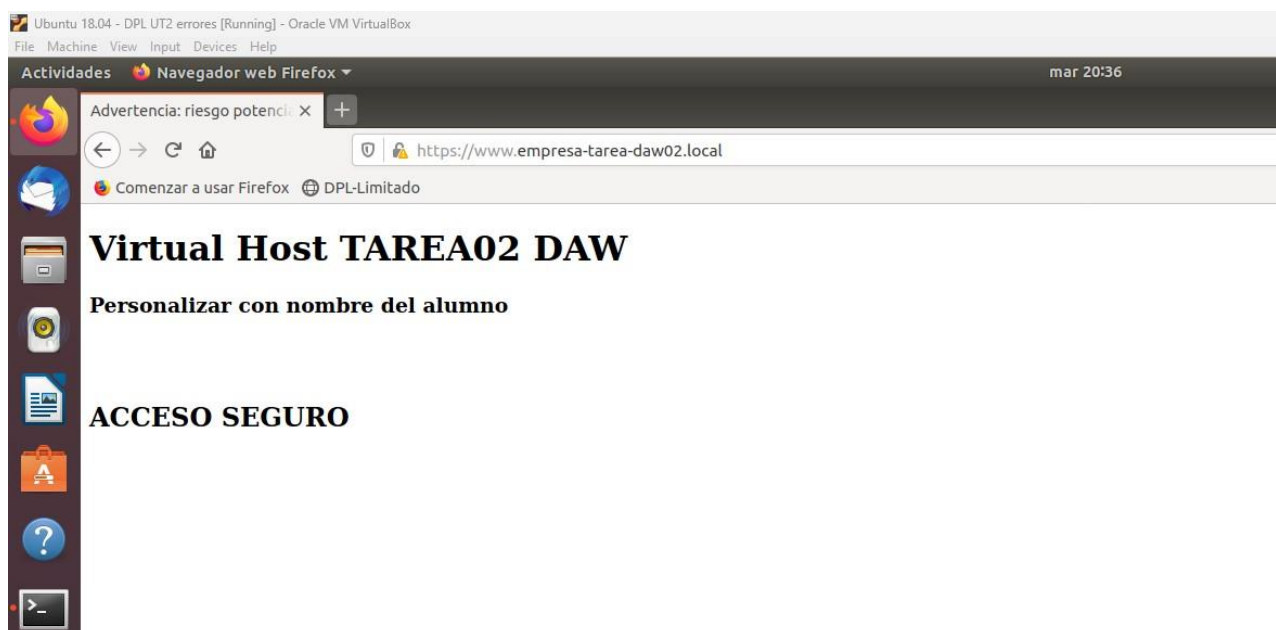 Ubuntu 18.04 - DPL UT2 errores [Running] - Oracle VM VirtualBox
File Machine View Input Devices Help
Actividades Navegador web Firefox mar 20:36
Advertencia: riesgo potencia
https://www.empresa-tarea-daw02.local
Comenzar a usar Firefox DPL-Limitado
Virtual Host TAREA02 DAW
Personalizar con nombre del alumno
ACCESO SEGURO